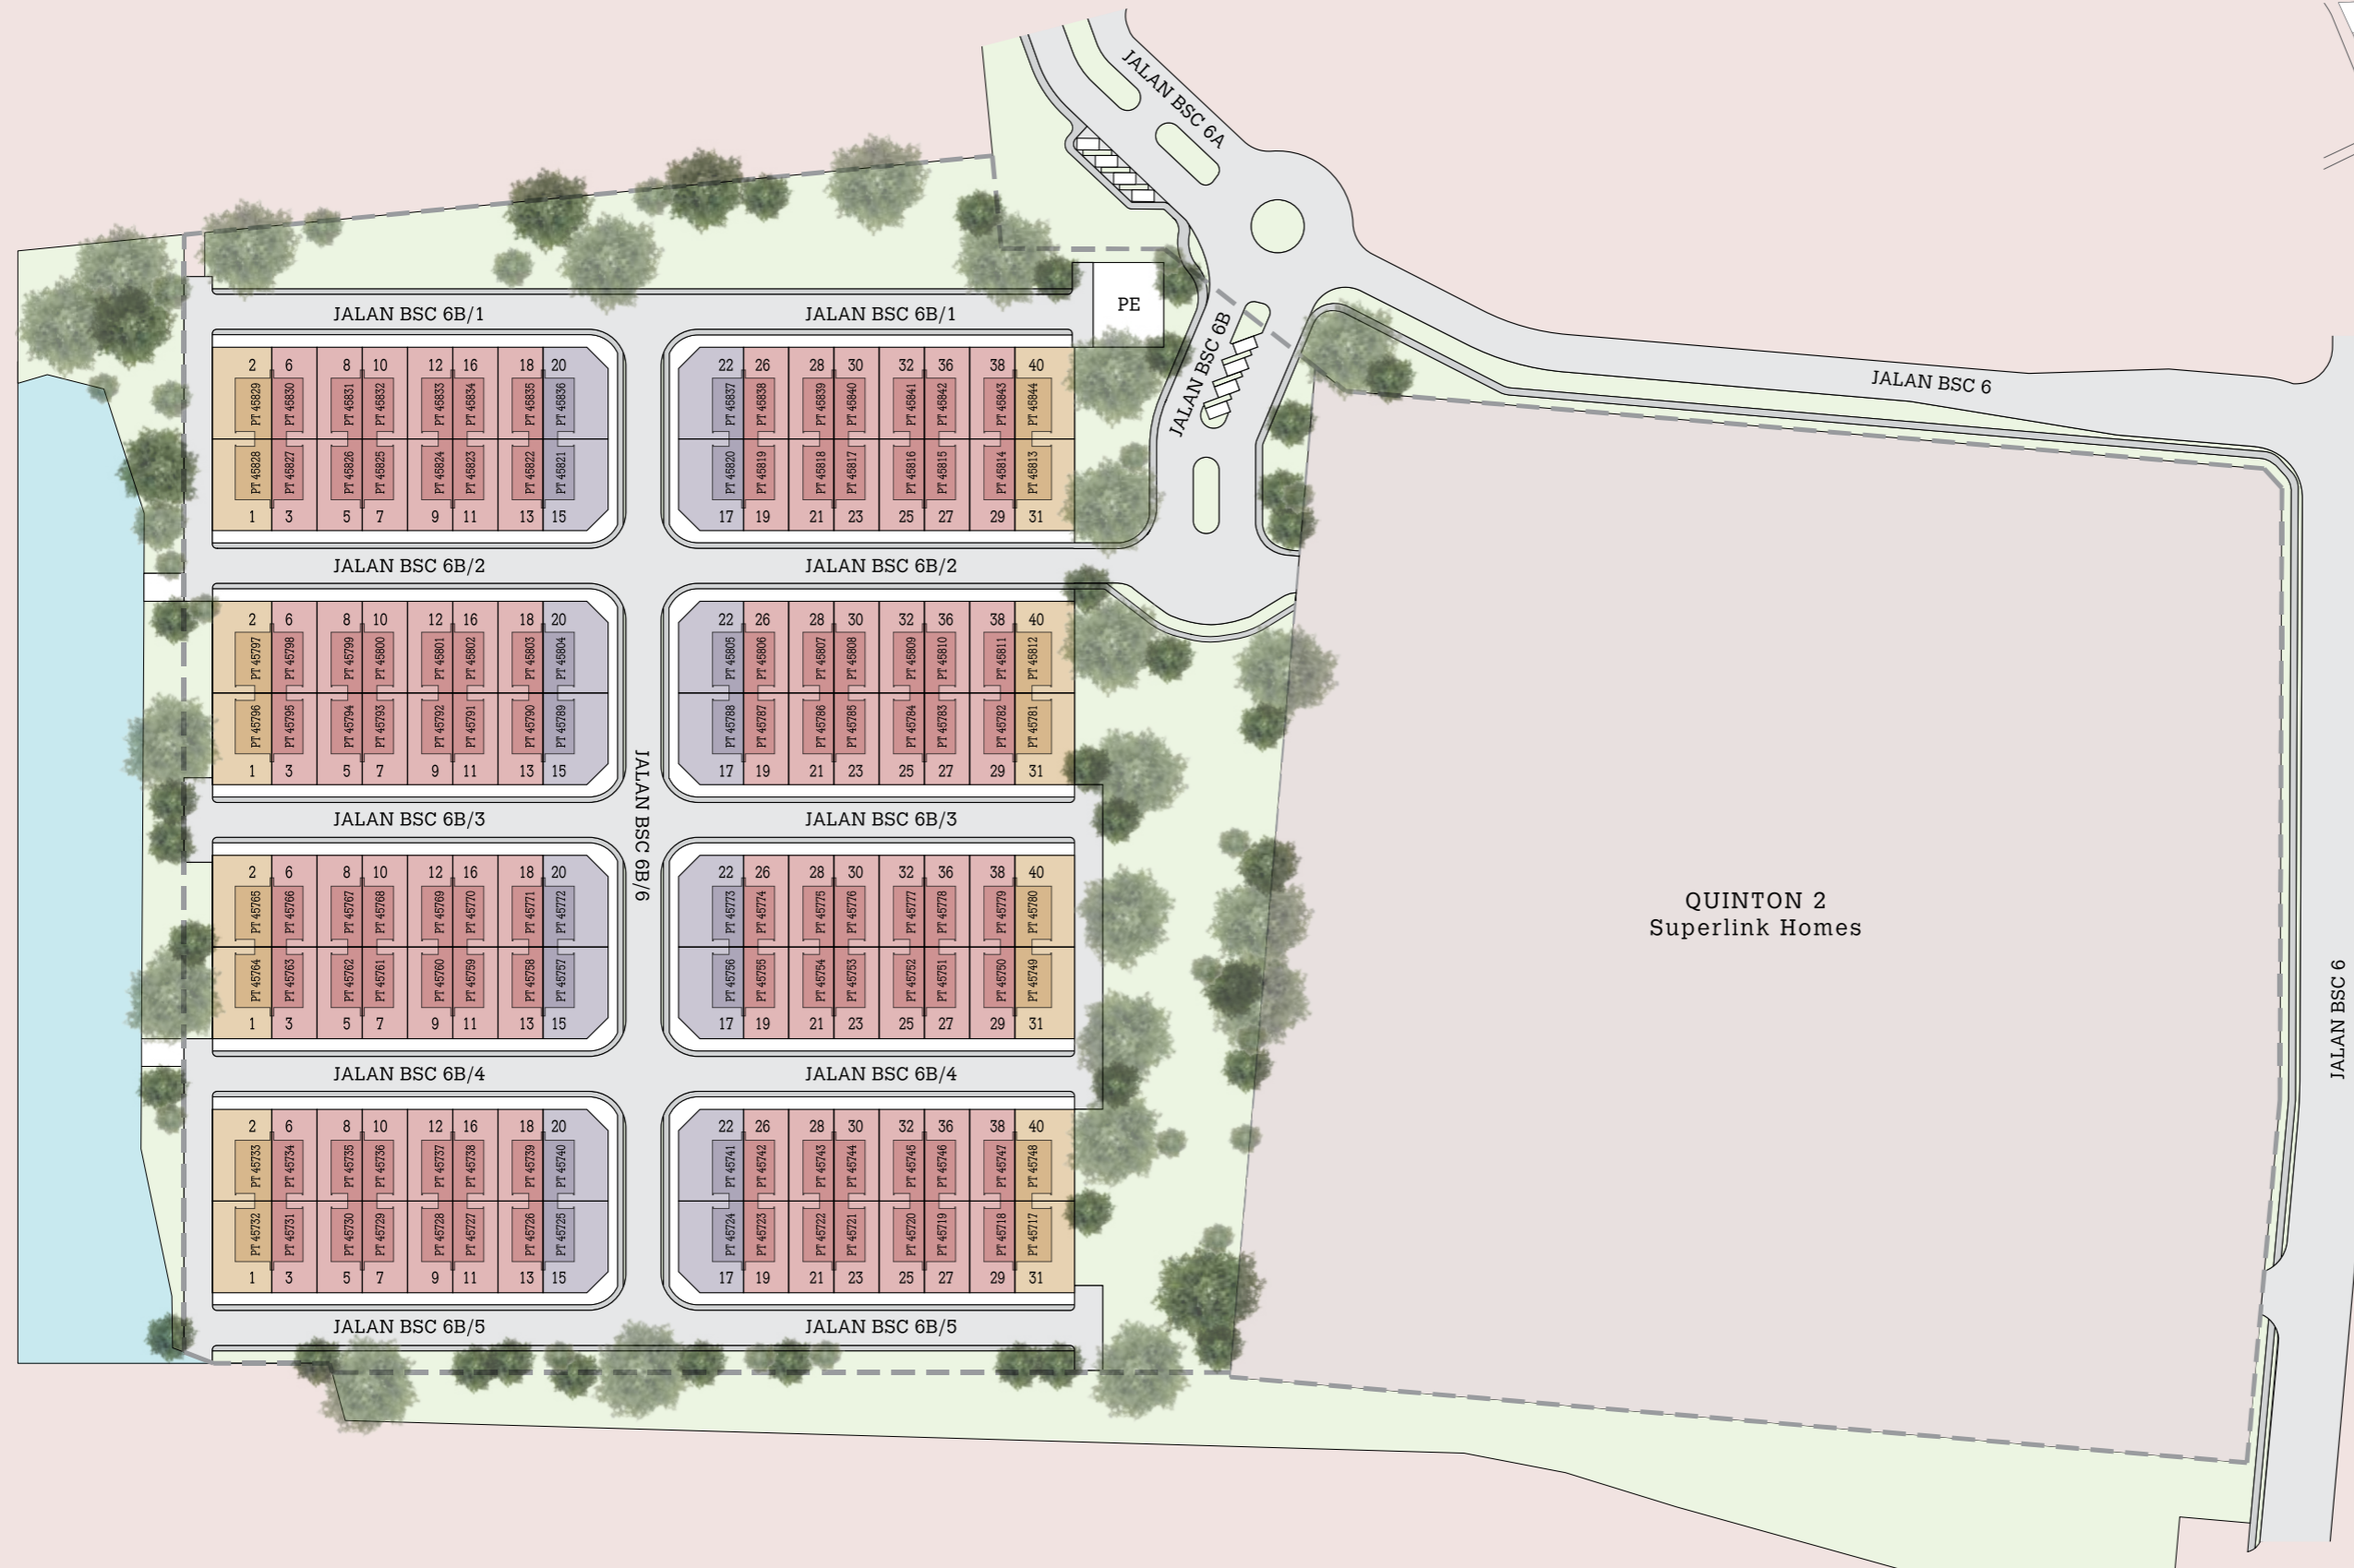 JALAN BSC 6A
JALAN BSC 6B/1 JALAN BSC 6B/1
PE
JALAN BSC 6B
JALAN BSC 6
2 6 8 10 12 16 18 20 22 26 28 30 32 36 38 40
PT 45829 PT 45830 PT 45831 PT 45832 PT 45833 PT 45834 PT 45835 PT 45836 PT 45837 PT 45838 PT 45839 PT 45840 PT 45841 PT 45842 PT 45843 PT 45844
PT 45828 PT 45827 PT 45826 PT 45825 PT 45824 PT 45823 PT 45822 PT 45821 PT 45820 PT 45819 PT 45818 PT 45817 PT 45816 PT 45815 PT 45814 PT 45813
1 3 5 7 9 11 13 15 17 19 21 23 25 27 29 31
JALAN BSC 6B/2 JALAN BSC 6B/2
2 6 8 10 12 16 18 20 22 26 28 30 32 36 38 40
PT 45797 PT 45798 PT 45799 PT 45800 PT 45801 PT 45802 PT 45803 PT 45804 PT 45805 PT 45806 PT 45807 PT 45808 PT 45809 PT 45810 PT 45811 PT 45812
PT 45796 PT 45795 PT 45794 PT 45793 PT 45792 PT 45791 PT 45790 PT 45789 PT 45788 PT 45787 PT 45786 PT 45785 PT 45784 PT 45783 PT 45782 PT 45781
1 3 5 7 9 11 13 15 17 19 21 23 25 27 29 31
JALAN BSC 6B/3 JALAN BSC 6B/3
JALAN BSC 6B/6
2 6 8 10 12 16 18 20 22 26 28 30 32 36 38 40
PT 45765 PT 45766 PT 45767 PT 45768 PT 45769 PT 45770 PT 45771 PT 45772 PT 45773 PT 45774 PT 45775 PT 45776 PT 45777 PT 45778 PT 45779 PT 45780
PT 45764 PT 45763 PT 45762 PT 45761 PT 45760 PT 45759 PT 45758 PT 45757 PT 45756 PT 45755 PT 45754 PT 45753 PT 45752 PT 45751 PT 45750 PT 45749
1 3 5 7 9 11 13 15 17 19 21 23 25 27 29 31
QUINTON 2
Superlink Homes
JALAN BSC 6
JALAN BSC 6B/4 JALAN BSC 6B/4
2 6 8 10 12 16 18 20 22 26 28 30 32 36 38 40
PT 45733 PT 45734 PT 45735 PT 45736 PT 45737 PT 45738 PT 45739 PT 45740 PT 45741 PT 45742 PT 45743 PT 45744 PT 45745 PT 45746 PT 45747 PT 45748
PT 45732 PT 45731 PT 45730 PT 45729 PT 45728 PT 45727 PT 45726 PT 45725 PT 45724 PT 45723 PT 45722 PT 45721 PT 45720 PT 45719 PT 45718 PT 45717
1 3 5 7 9 11 13 15 17 19 21 23 25 27 29 31
JALAN BSC 6B/5 JALAN BSC 6B/5